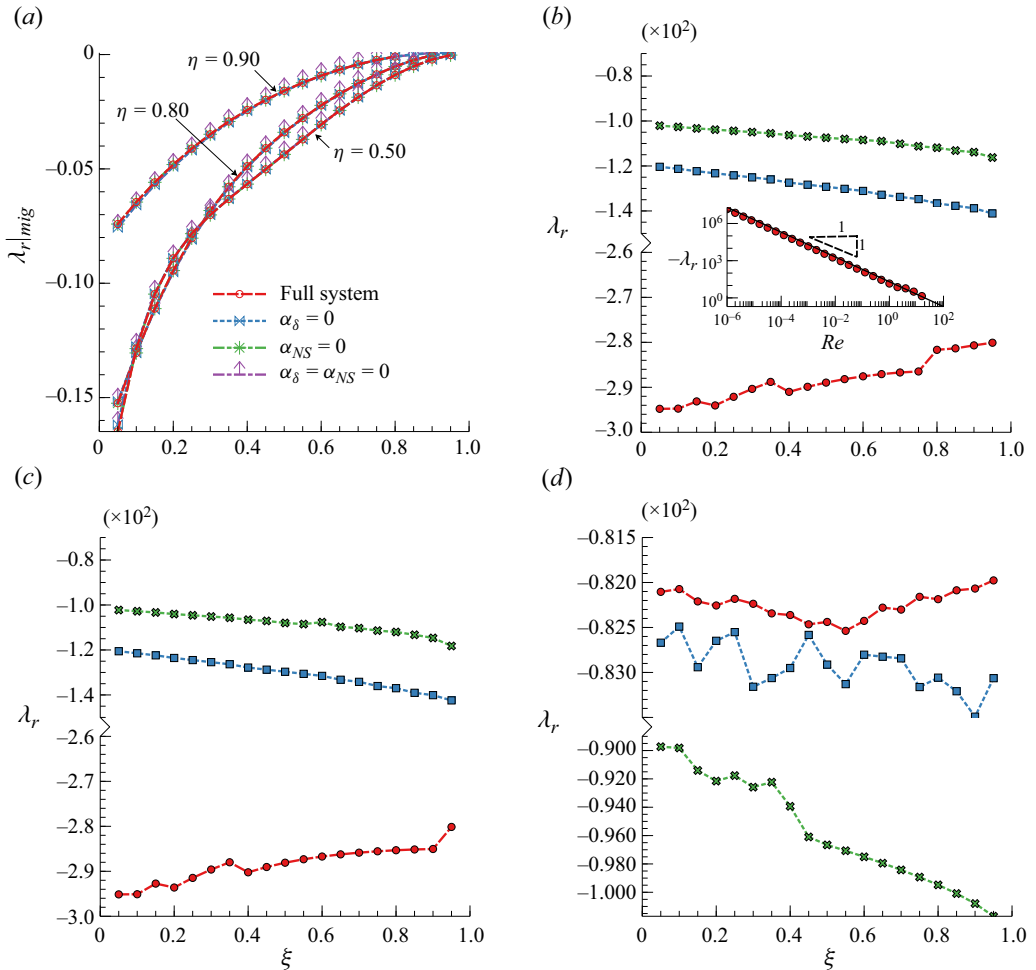 (a)
0
−0.05
−0.10
−0.15
λr|mig
η = 0.90
η = 0.80
η = 0.50
Full system
αδ = 0
αNS = 0
αδ = αNS = 0
0 0.2 0.4 0.6 0.8 1.0
(b)
(×10²)
−0.8
−1.0
−1.2
−1.4
−2.6
−2.8
−2.9
−3.0
λr
−λr
10⁶
10³
10⁰
1
1
10⁻⁶ 10⁻⁴ 10⁻² 10⁰ 10²
Re
0 0.2 0.4 0.6 0.8 1.0
(c)
(×10²)
−0.8
−1.0
−1.2
−1.4
−2.6
−2.7
−2.8
−2.9
−3.0
λr
0 0.2 0.4 0.6 0.8 1.0
ξ
(d)
(×10²)
−0.815
−0.820
−0.825
−0.830
−0.900
−0.920
−0.940
−0.960
−0.980
−1.000
λr
0 0.2 0.4 0.6 0.8 1.0
ξ